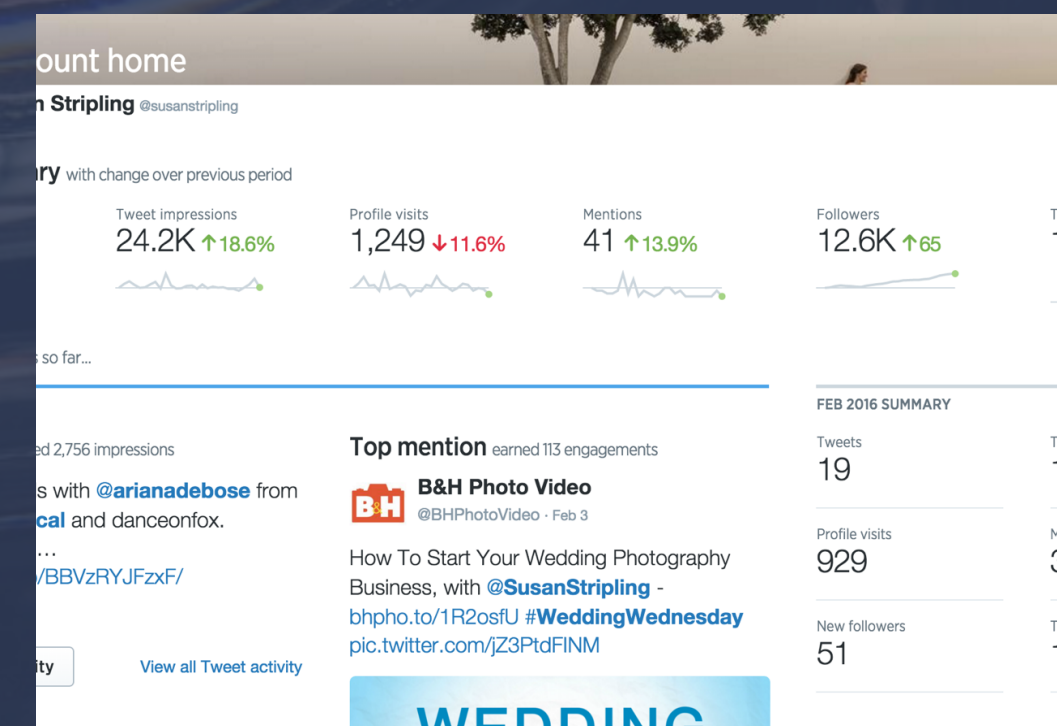 ount home
n Stripling @susanstripling
ry with change over previous period
Tweet impressions
24.2K ↑18.6%
Profile visits
1,249 ↓11.6%
Mentions
41 ↑13.9%
Followers
12.6K ↑65
s so far...
ed 2,756 impressions
s with @arianadebose from
cal and danceonfox.
...
/BBVzRYJFzxF/
ity
View all Tweet activity
Top mention earned 113 engagements
B&H
B&H Photo Video
@BHPhotoVideo · Feb 3
How To Start Your Wedding Photography
Business, with @SusanStripling -
bhpho.to/1R2osfU #WeddingWednesday
pic.twitter.com/jZ3PtdFINM
WEDDING
FEB 2016 SUMMARY
Tweets
19
Profile visits
929
New followers
51